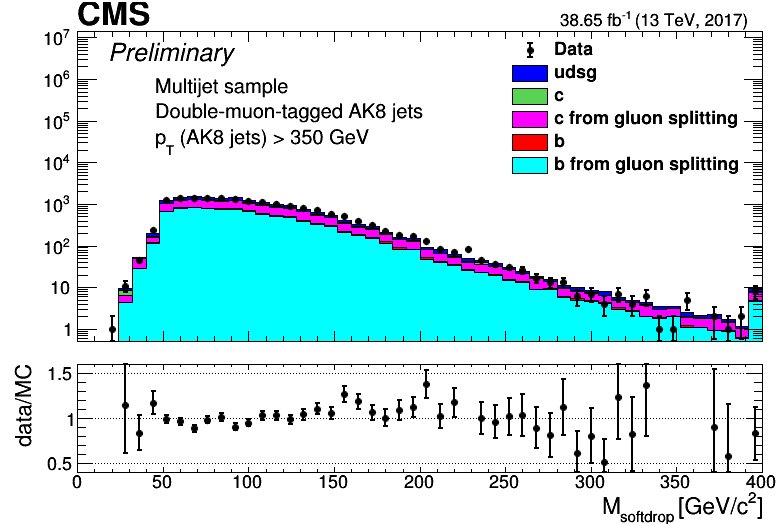 CMS
38.65 fb⁻¹ (13 TeV, 2017)
10⁷
10⁶
10⁵
10⁴
10³
10²
10
1
Preliminary
Multijet sample
Double-muon-tagged AK8 jets
p_T (AK8 jets) > 350 GeV
Data
udsg
c
c from gluon splitting
b
b from gluon splitting
data/MC
1.5
1
0.5
0 50 100 150 200 250 300 350 400
M_softdrop [GeV/c²]